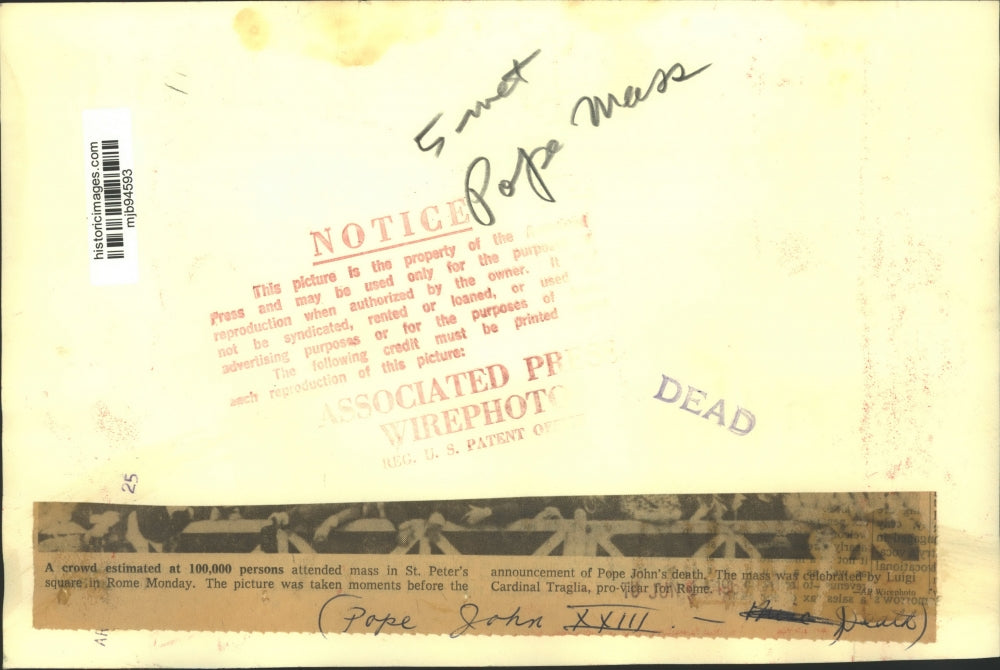 historicimages.com
mjb94593
5 - met
Pope Mass
NOTICE
This picture is the property of the
Press and may be used only for the
reproduction when authorized by the owner. It
not be syndicated, rented or loaned, or used
advertising purposes or for the purposes of
The following credit must be printed
each reproduction of this picture:
ASSOCIATED PRESS
WIREPHOTO
REG. U. S. PATENT
DEAD
25
A crowd estimated at 100,000 persons attended mass in St. Peter's
square in Rome Monday. The picture was taken moments before the
announcement of Pope John's death. The mass was celebrated by Luigi
Cardinal Traglia, pro-vicar for Rome.
—AP Wirephoto
(Pope John XXIII. - Death)